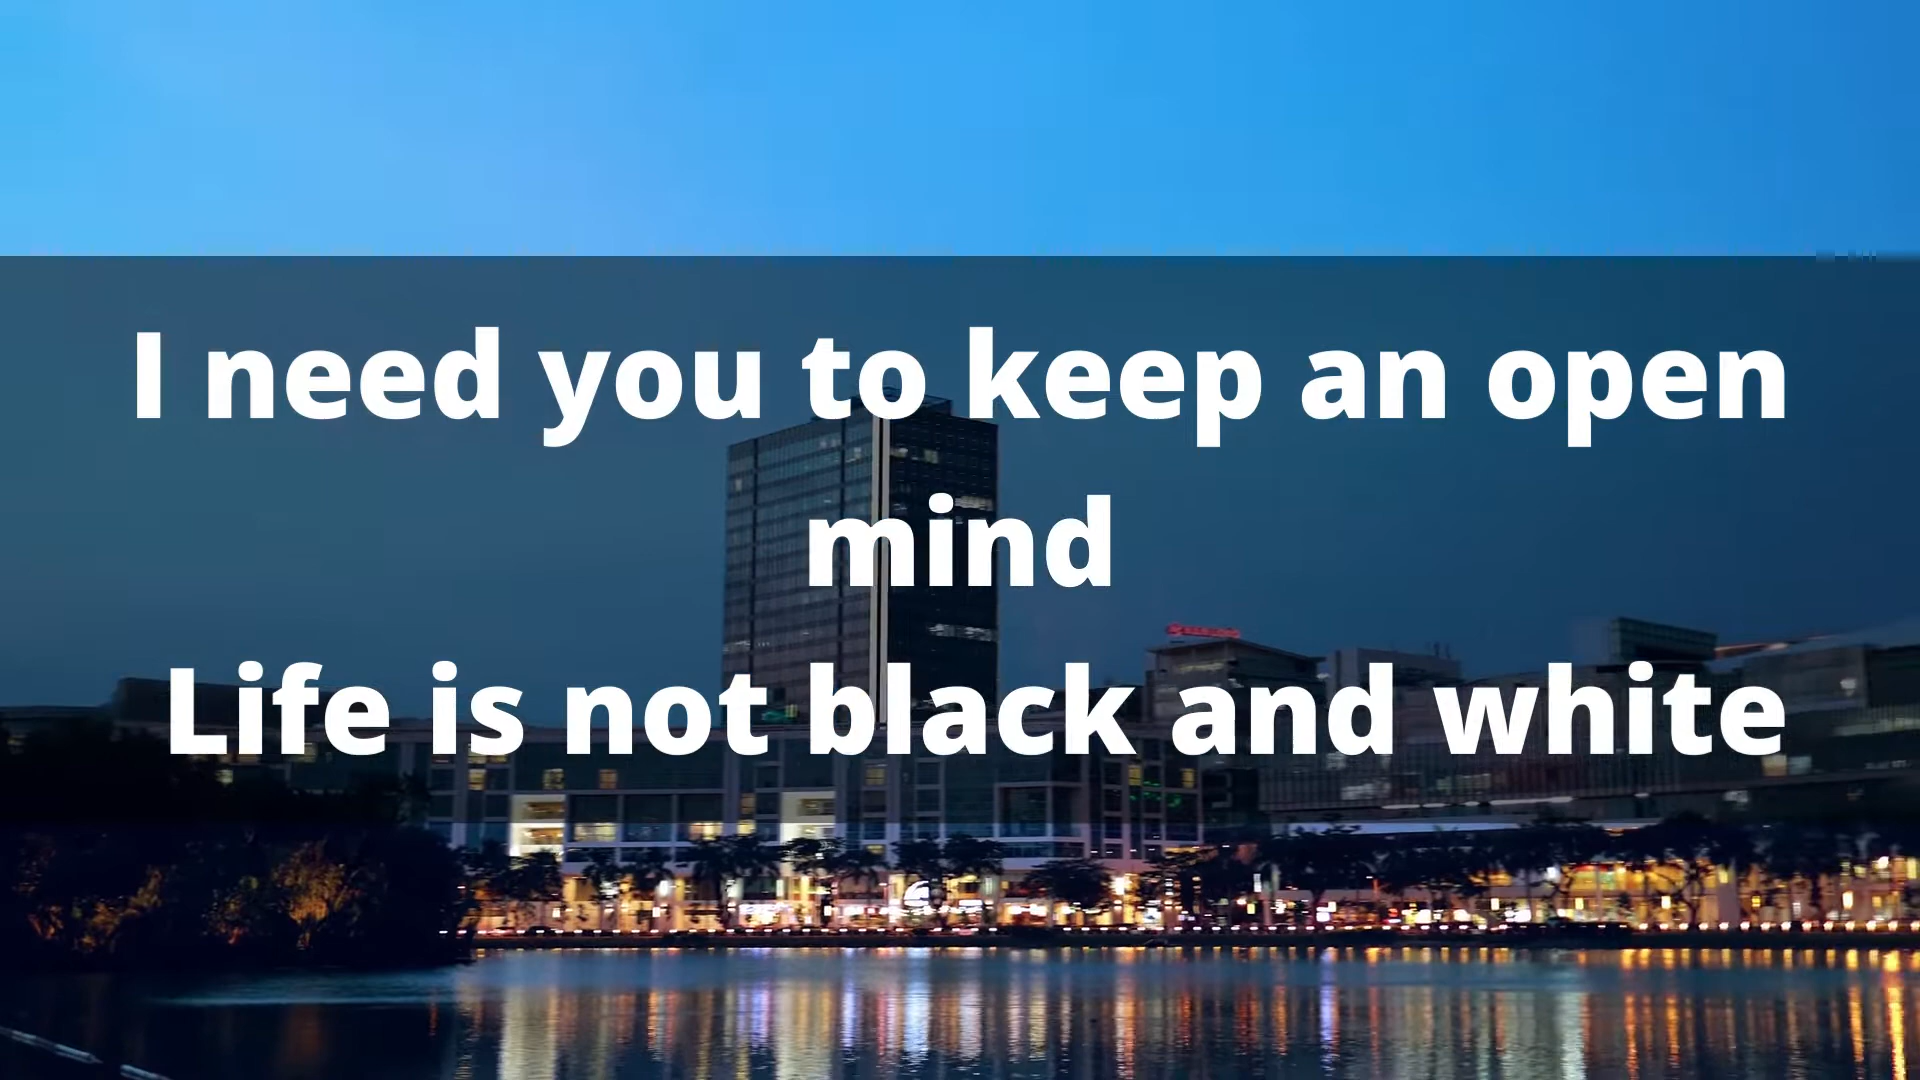 I need you to keep an open
mind
Life is not black and white